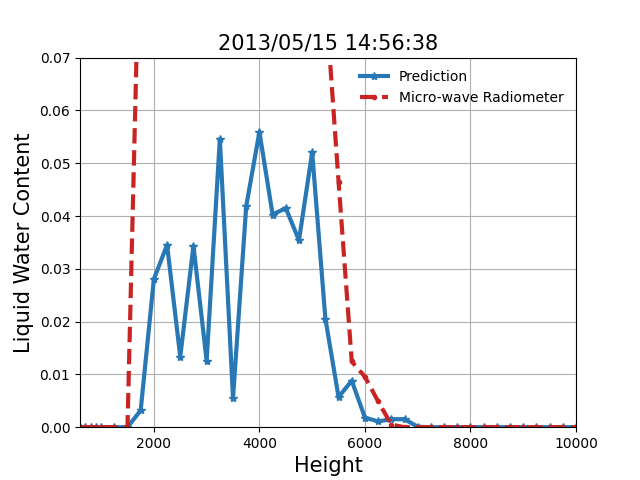 2013/05/15 14:56:38
Prediction
Micro-wave Radiometer
Liquid Water Content
0.07
0.06
0.05
0.04
0.03
0.02
0.01
0.00
2000 4000 6000 8000 10000
Height